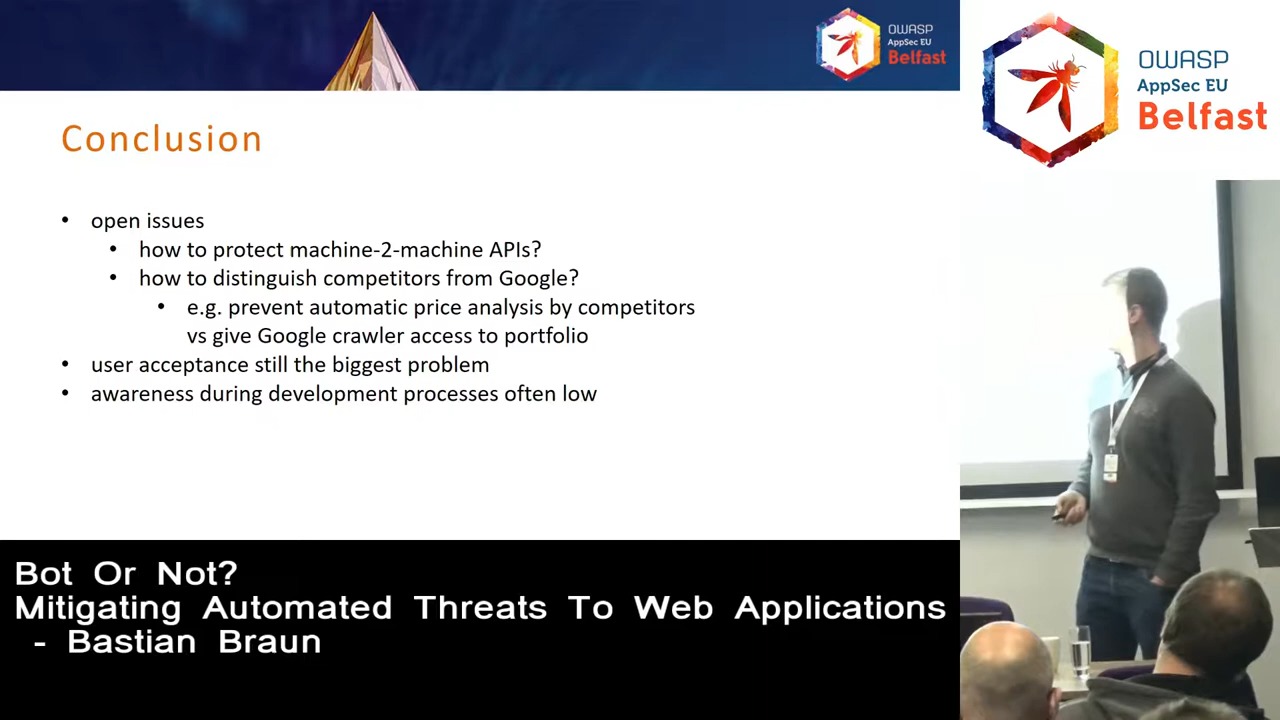 OWASP
AppSec EU
Belfast
OWASP
AppSec EU
Belfast
Conclusion
• open issues
• how to protect machine-2-machine APIs?
• how to distinguish competitors from Google?
• e.g. prevent automatic price analysis by competitors
vs give Google crawler access to portfolio
• user acceptance still the biggest problem
• awareness during development processes often low
Bot Or Not?
Mitigating Automated Threats To Web Applications
- Bastian Braun